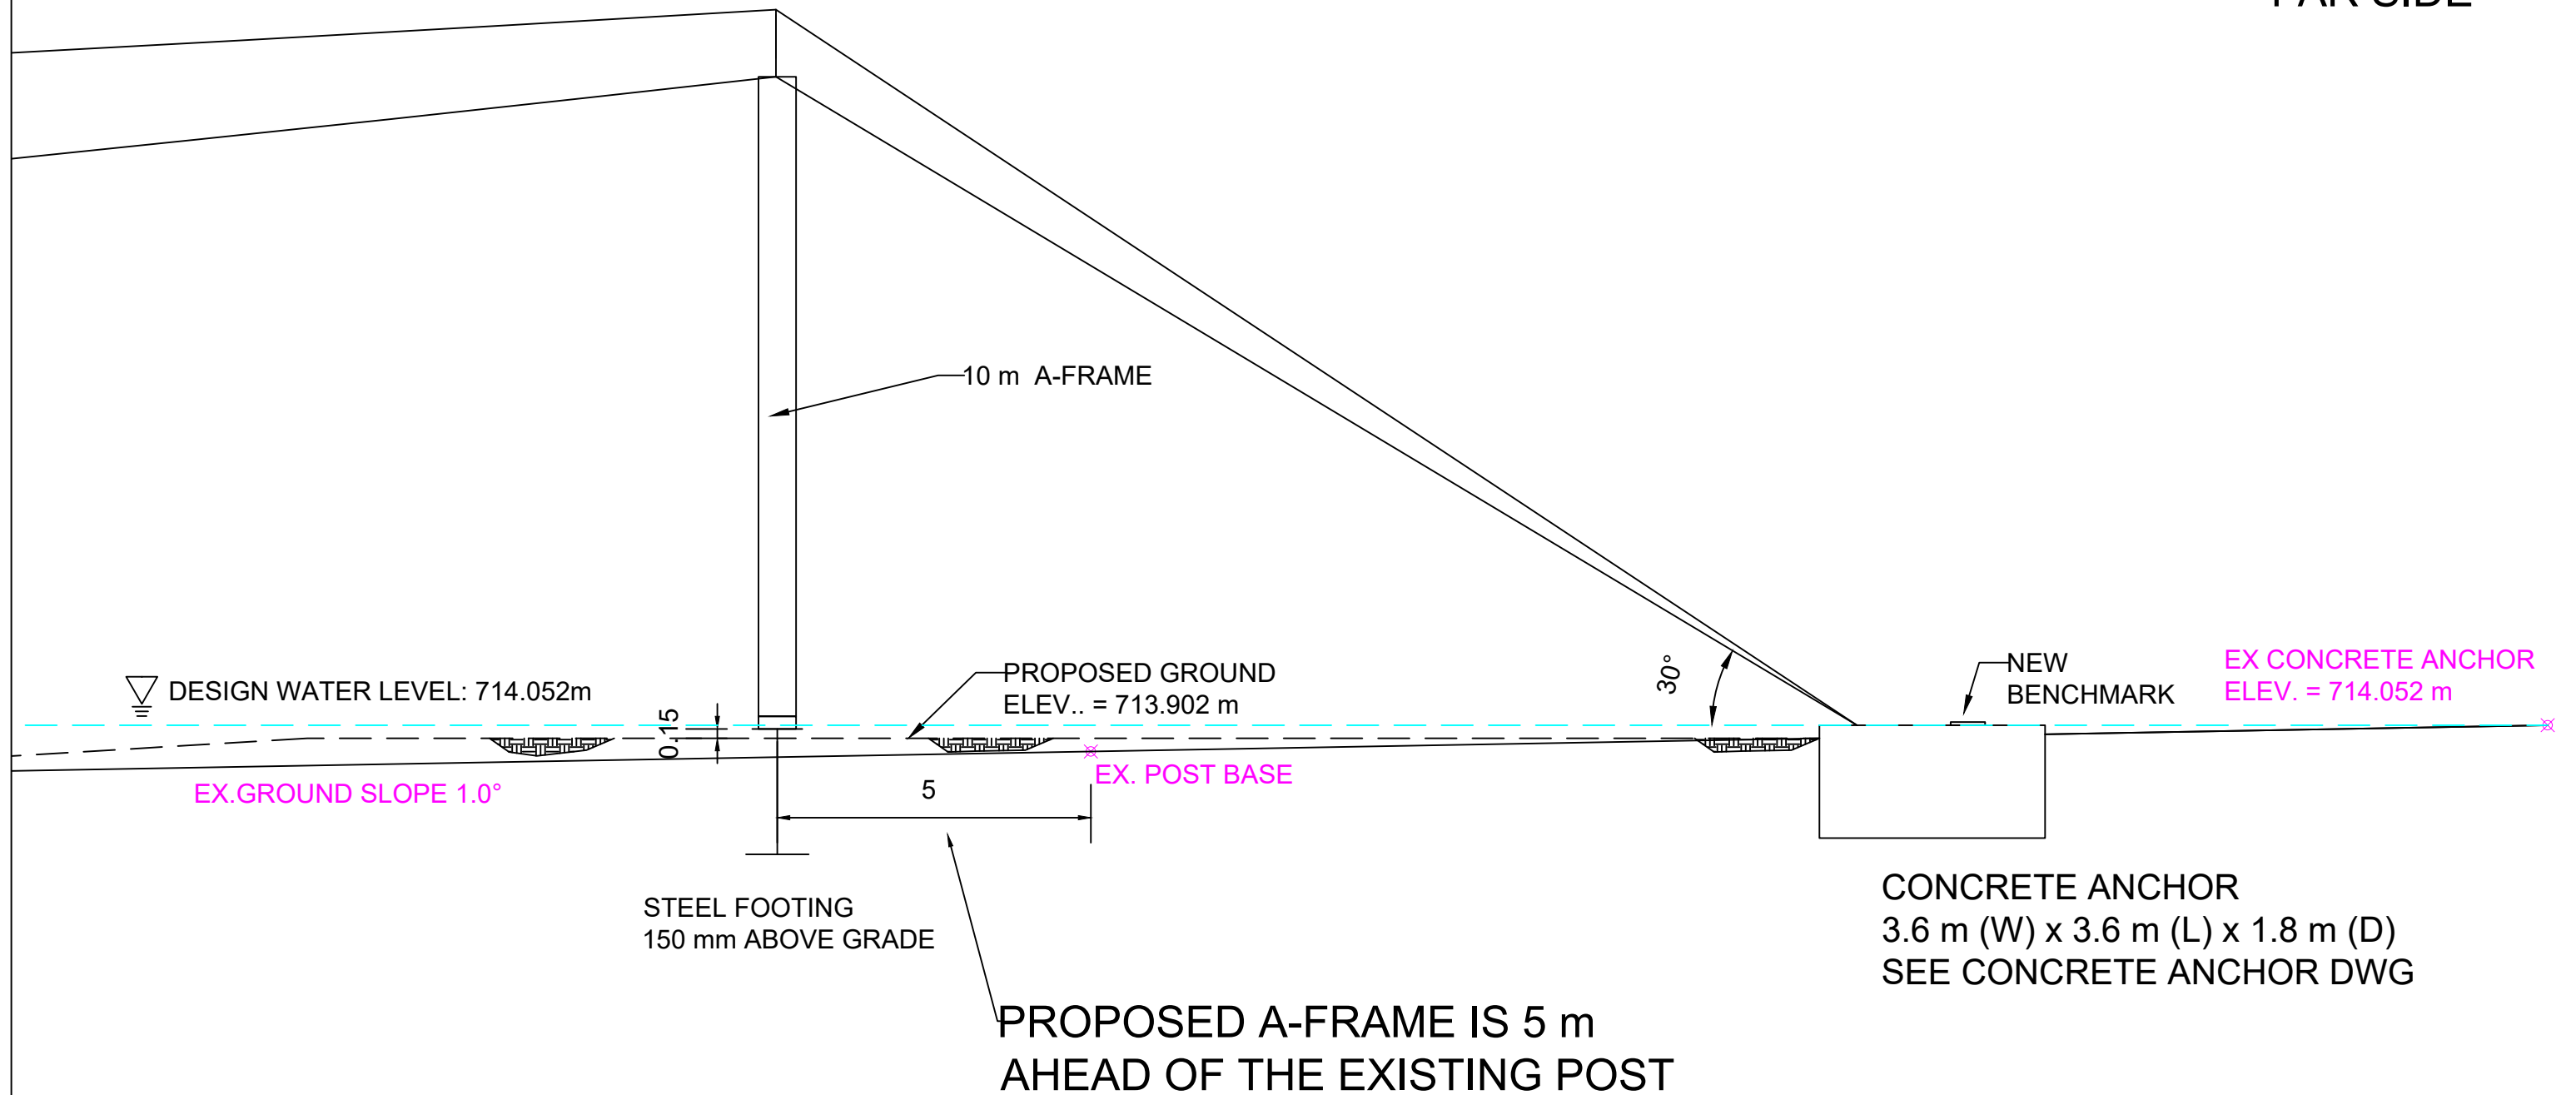 FAR SIDE
10 m A-FRAME
DESIGN WATER LEVEL: 714.052m
PROPOSED GROUND
ELEV.. = 713.902 m
30°
NEW
BENCHMARK
EX CONCRETE ANCHOR
ELEV. = 714.052 m
0.15
EX.GROUND SLOPE 1.0°
EX. POST BASE
5
STEEL FOOTING
150 mm ABOVE GRADE
CONCRETE ANCHOR
3.6 m (W) x 3.6 m (L) x 1.8 m (D)
SEE CONCRETE ANCHOR DWG
PROPOSED A-FRAME IS 5 m
AHEAD OF THE EXISTING POST